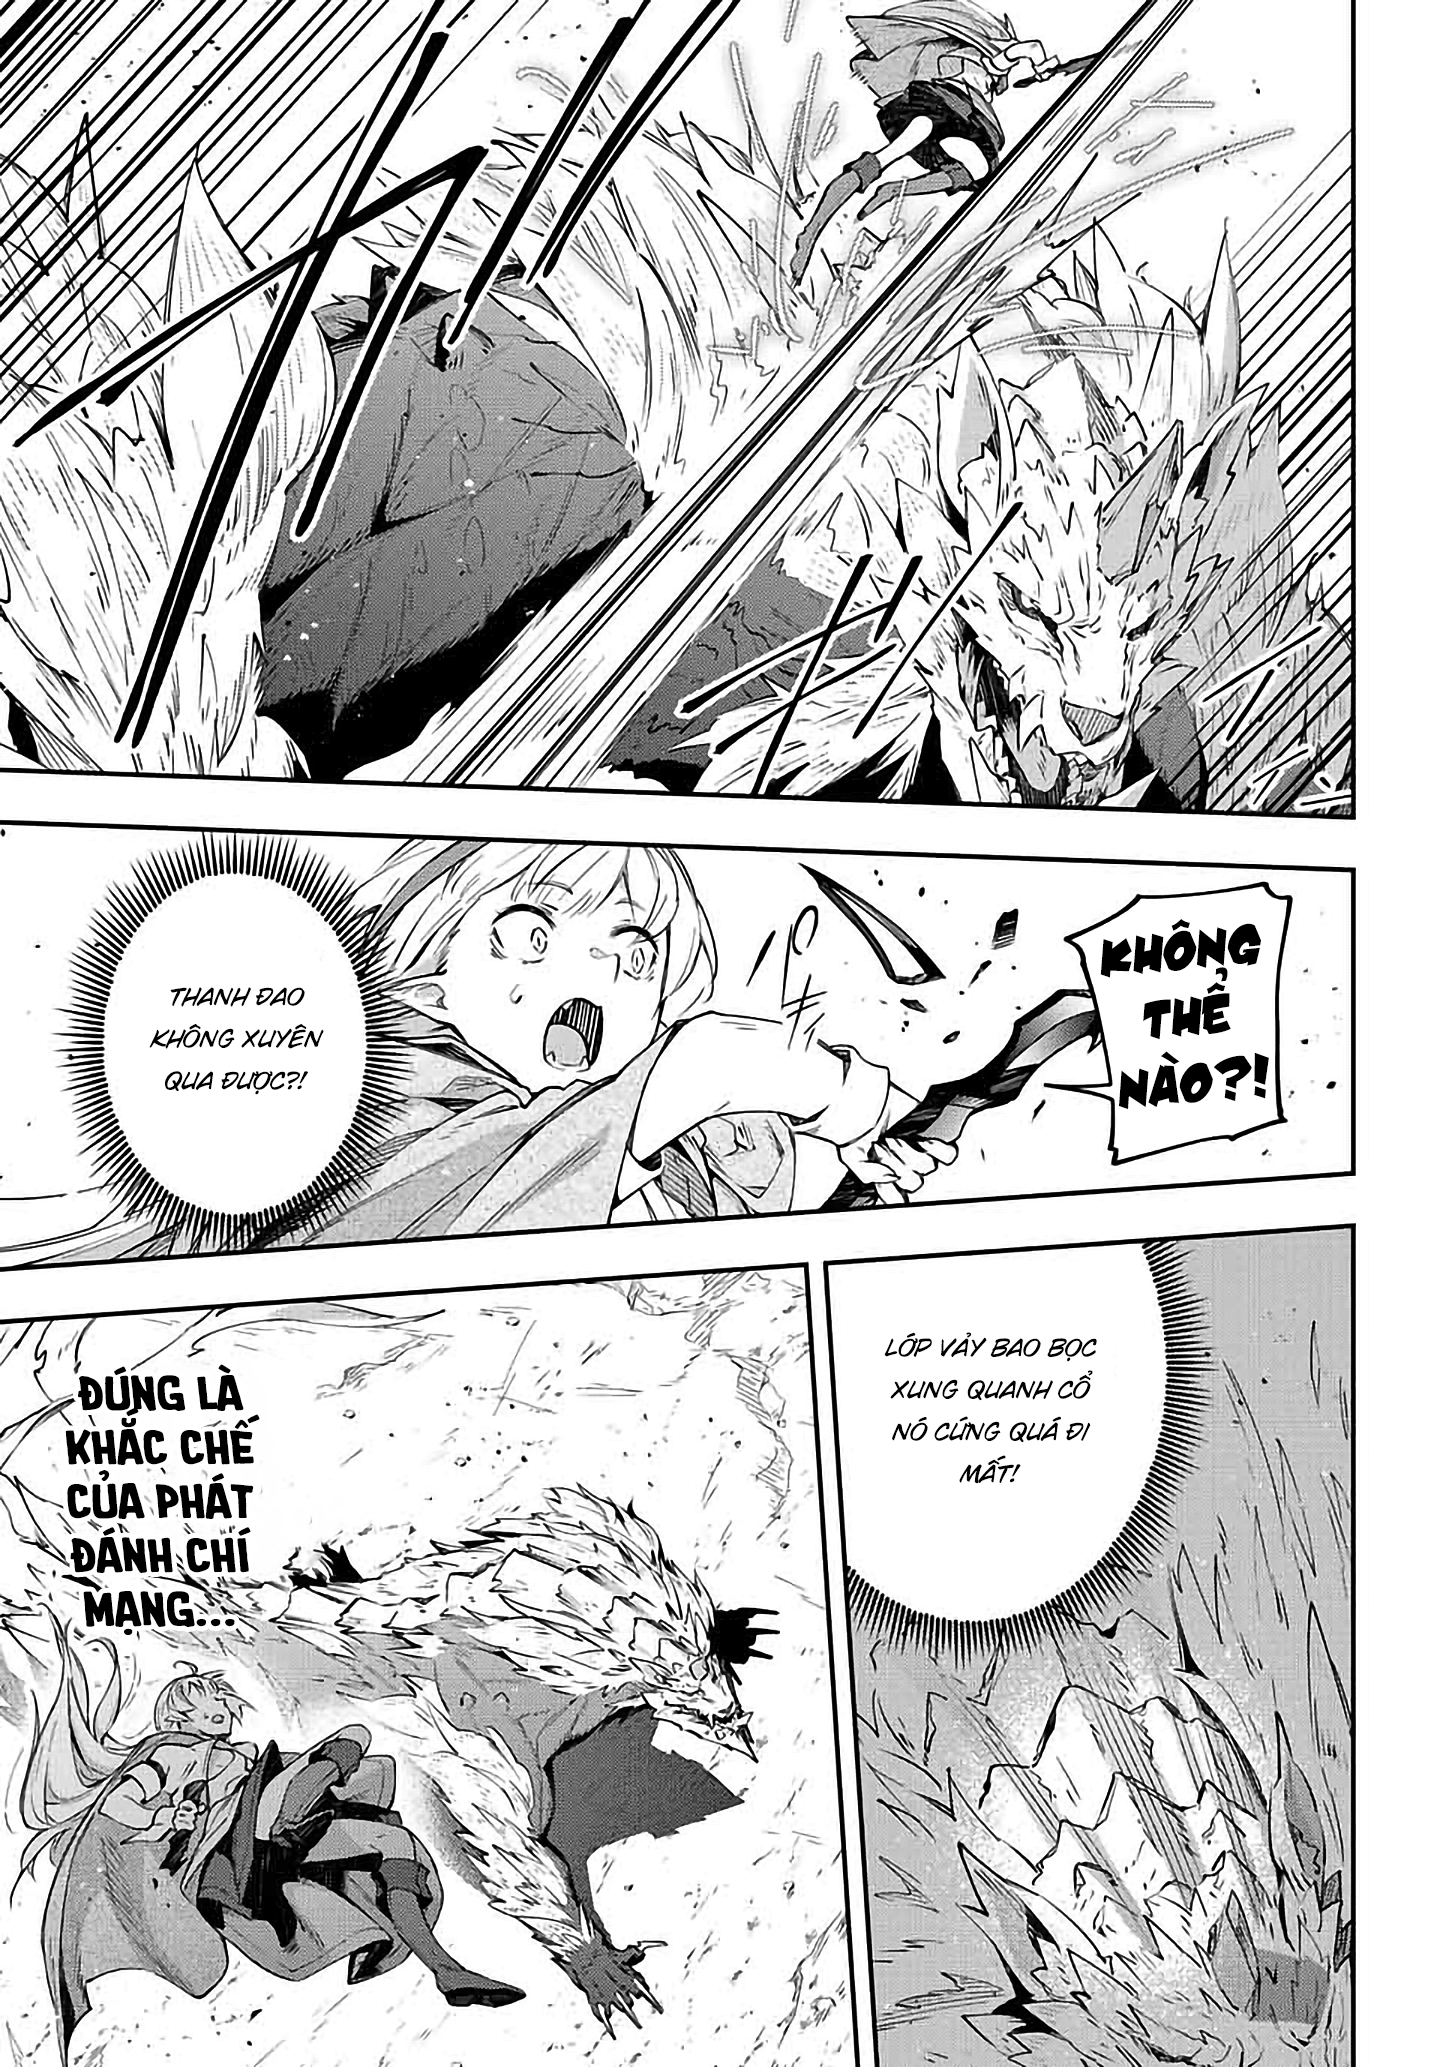 KHÔNG
THỂ
NÀO?!
THANH ĐAO
KHÔNG XUYÊN
QUA ĐƯỢC?!
LỚP VẢY BAO BỌC
XUNG QUANH CỔ
NÓ CỨNG QUÁ ĐI
MẤT!
ĐÚNG LÀ
KHẮC CHẾ
CỦA PHÁT
ĐÁNH CHÍ
MẠNG...